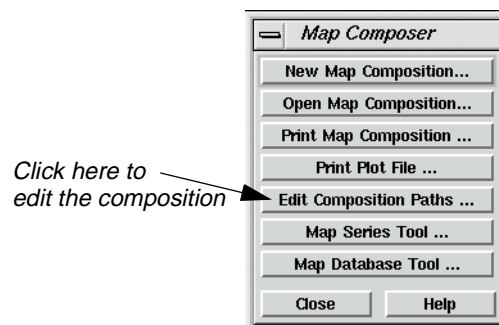 Map Composer
New Map Composition...
Open Map Composition...
Print Map Composition ...
Print Plot File ...
Click here to
edit the composition
Edit Composition Paths ...
Map Series Tool ...
Map Database Tool ...
Close Help